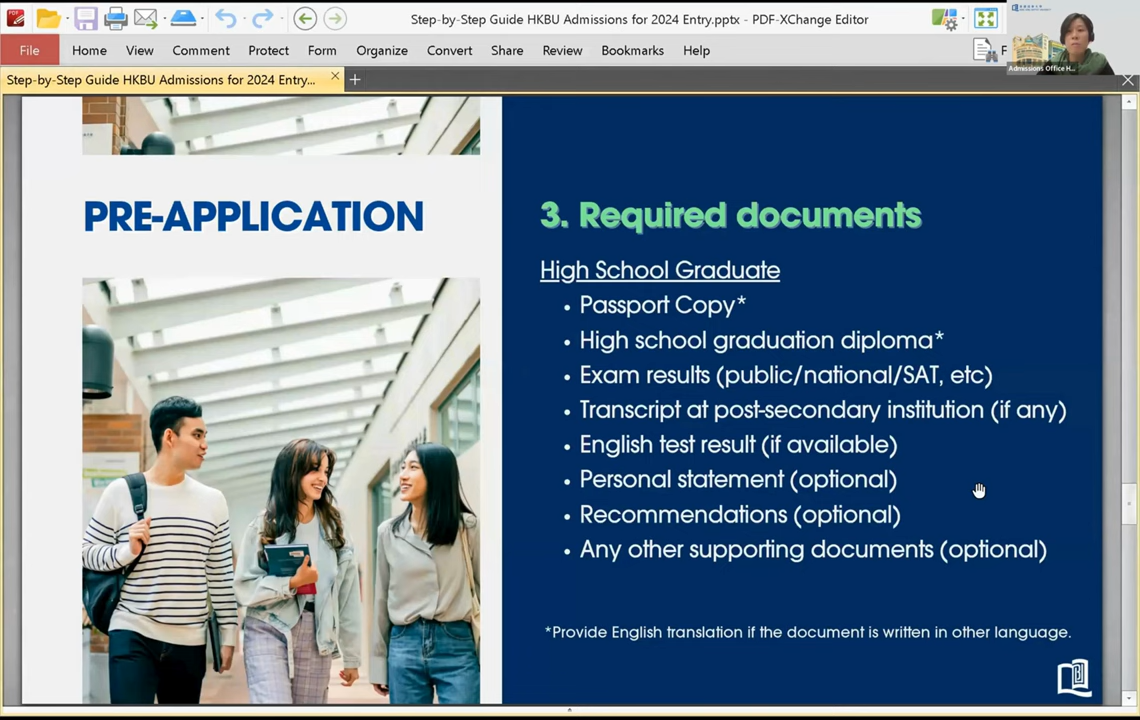 Step-by-Step Guide HKBU Admissions for 2024 Entry.pptx - PDF-XChange Editor
File Home View Comment Protect Form Organize Convert Share Review Bookmarks Help F
Step-by-Step Guide HKBU Admissions for 2024 Entry...
Admissions Office H...
PRE-APPLICATION
3. Required documents
High School Graduate
• Passport Copy*
• High school graduation diploma*
• Exam results (public/national/SAT, etc)
• Transcript at post-secondary institution (if any)
• English test result (if available)
• Personal statement (optional)
• Recommendations (optional)
• Any other supporting documents (optional)
*Provide English translation if the document is written in other language.